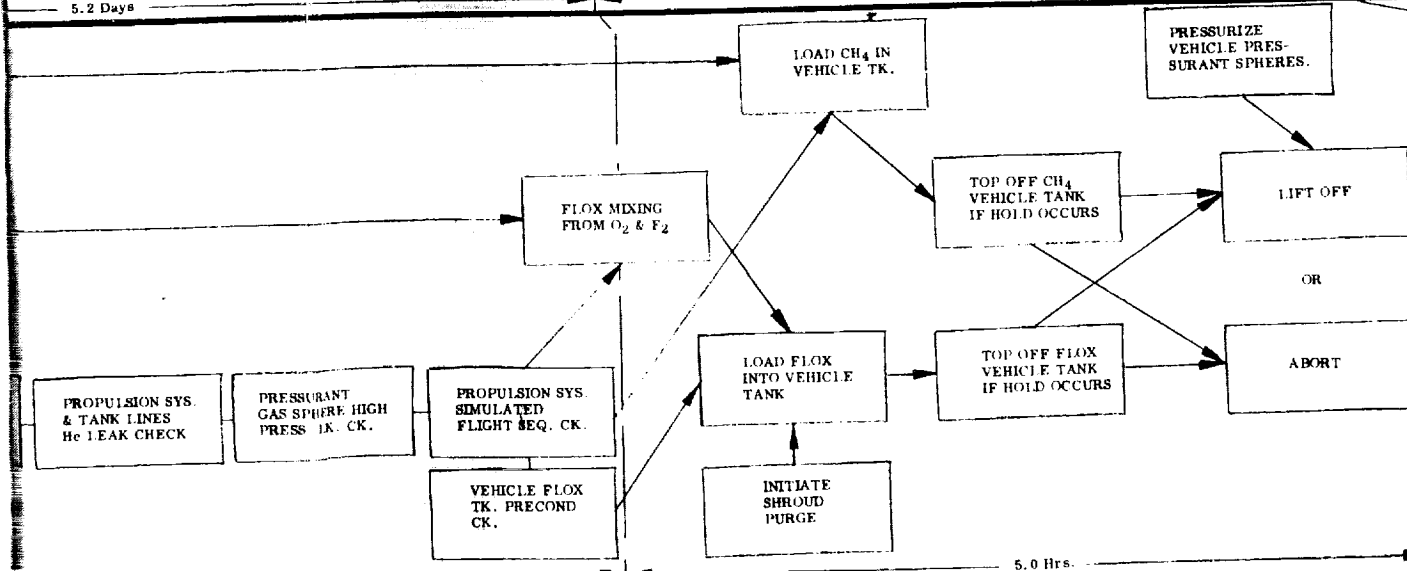 5.2 Days
LOAD CH4 IN
VEHICLE TK.
PRESSURIZE
VEHICLE PRES-
SURANT SPHERES.
FLOX MIXING
FROM O2 & F2
TOP OFF CH4
VEHICLE TANK
IF HOLD OCCURS
LIFT OFF
OR
PROPULSION SYS.
& TANK LINES
He LEAK CHECK
PRESSURANT
GAS SPHERE HIGH
PRESS LK. CK.
PROPULSION SYS.
SIMULATED
FLIGHT SEQ. CK.
LOAD FLOX
INTO VEHICLE
TANK
TOP OFF FLOX
VEHICLE TANK
IF HOLD OCCURS
ABORT
VEHICLE FLOX
TK. PRECOND
CK.
INITIATE
SHROUD
PURGE
5.0 Hrs.